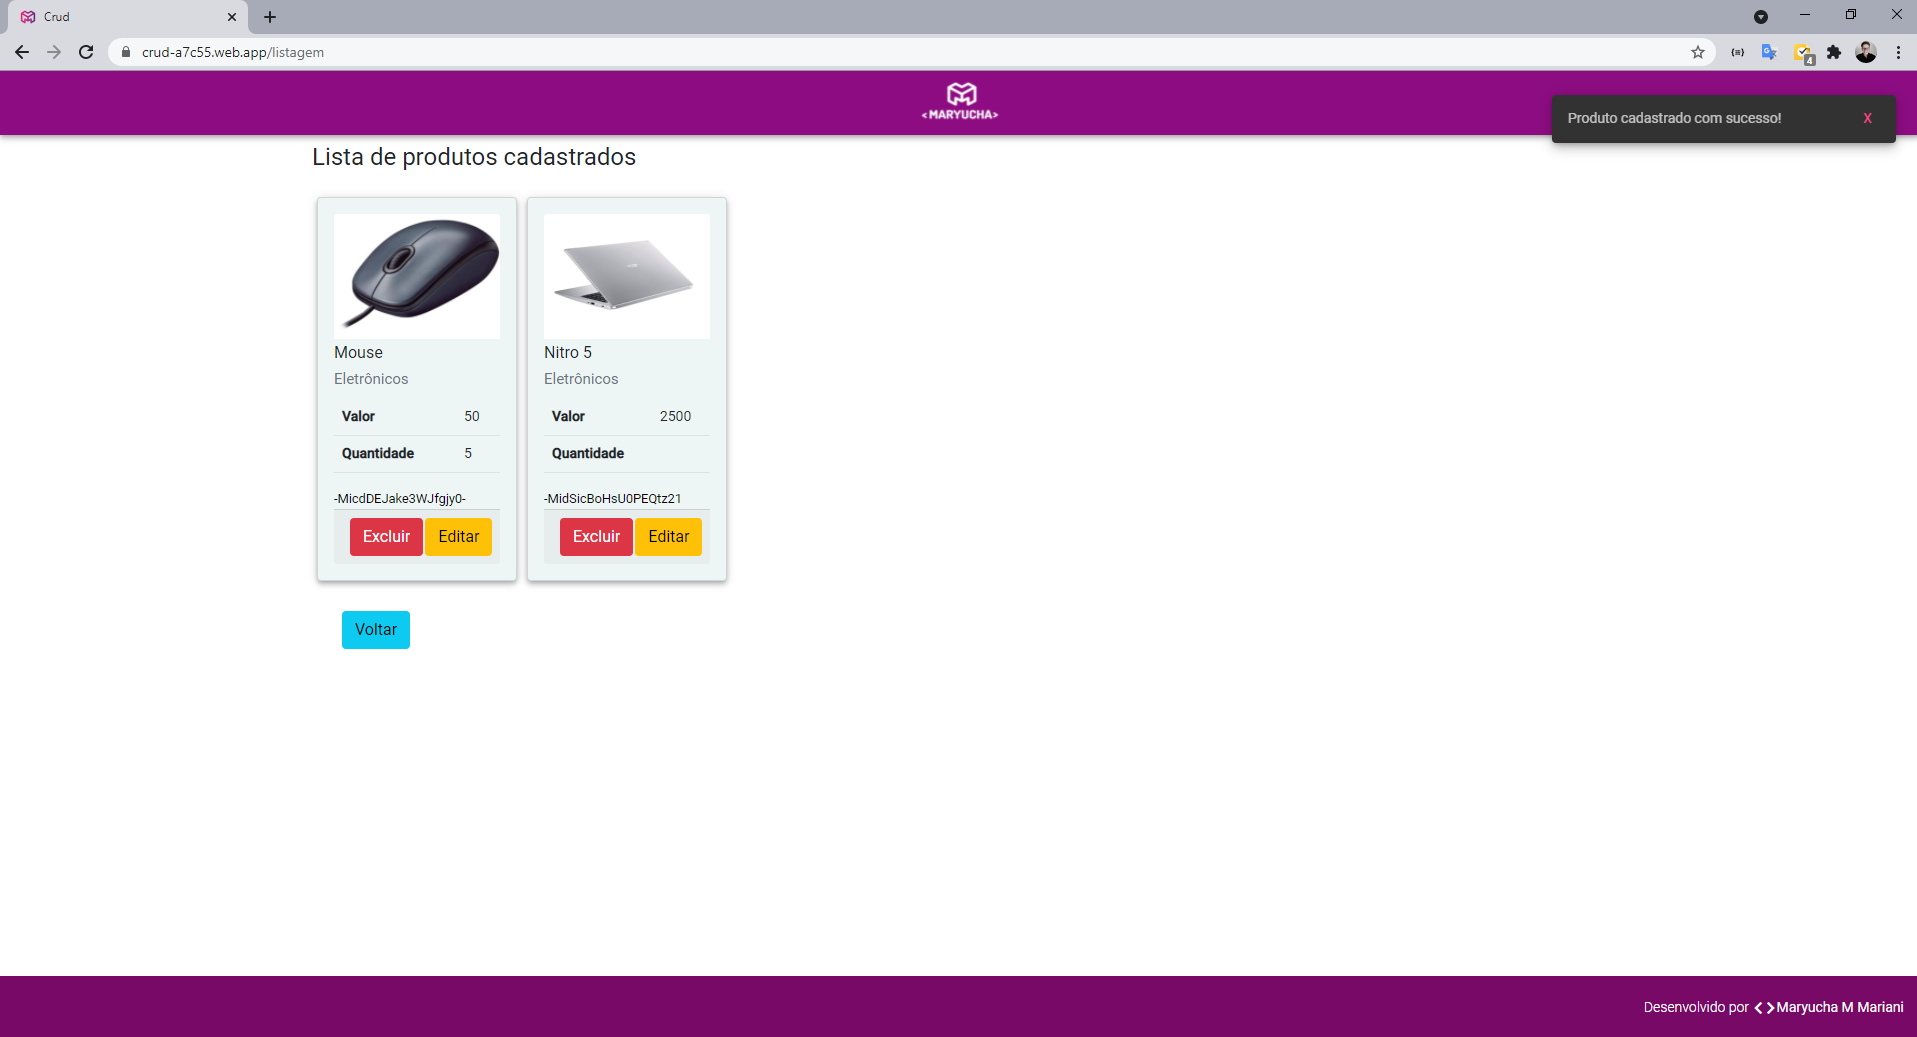 Crud
crud-a7c55.web.app/listagem
4
<MARYUCHA>
Produto cadastrado com sucesso!
X
Lista de produtos cadastrados
Mouse
Eletrônicos
Valor 50
Quantidade 5
-MicdDEJake3WJfgjy0-
Excluir Editar
Nitro 5
Eletrônicos
Valor 2500
Quantidade
-MidSicBoHsU0PEQtz21
Excluir Editar
Voltar
Desenvolvido por <>Maryucha M Mariani